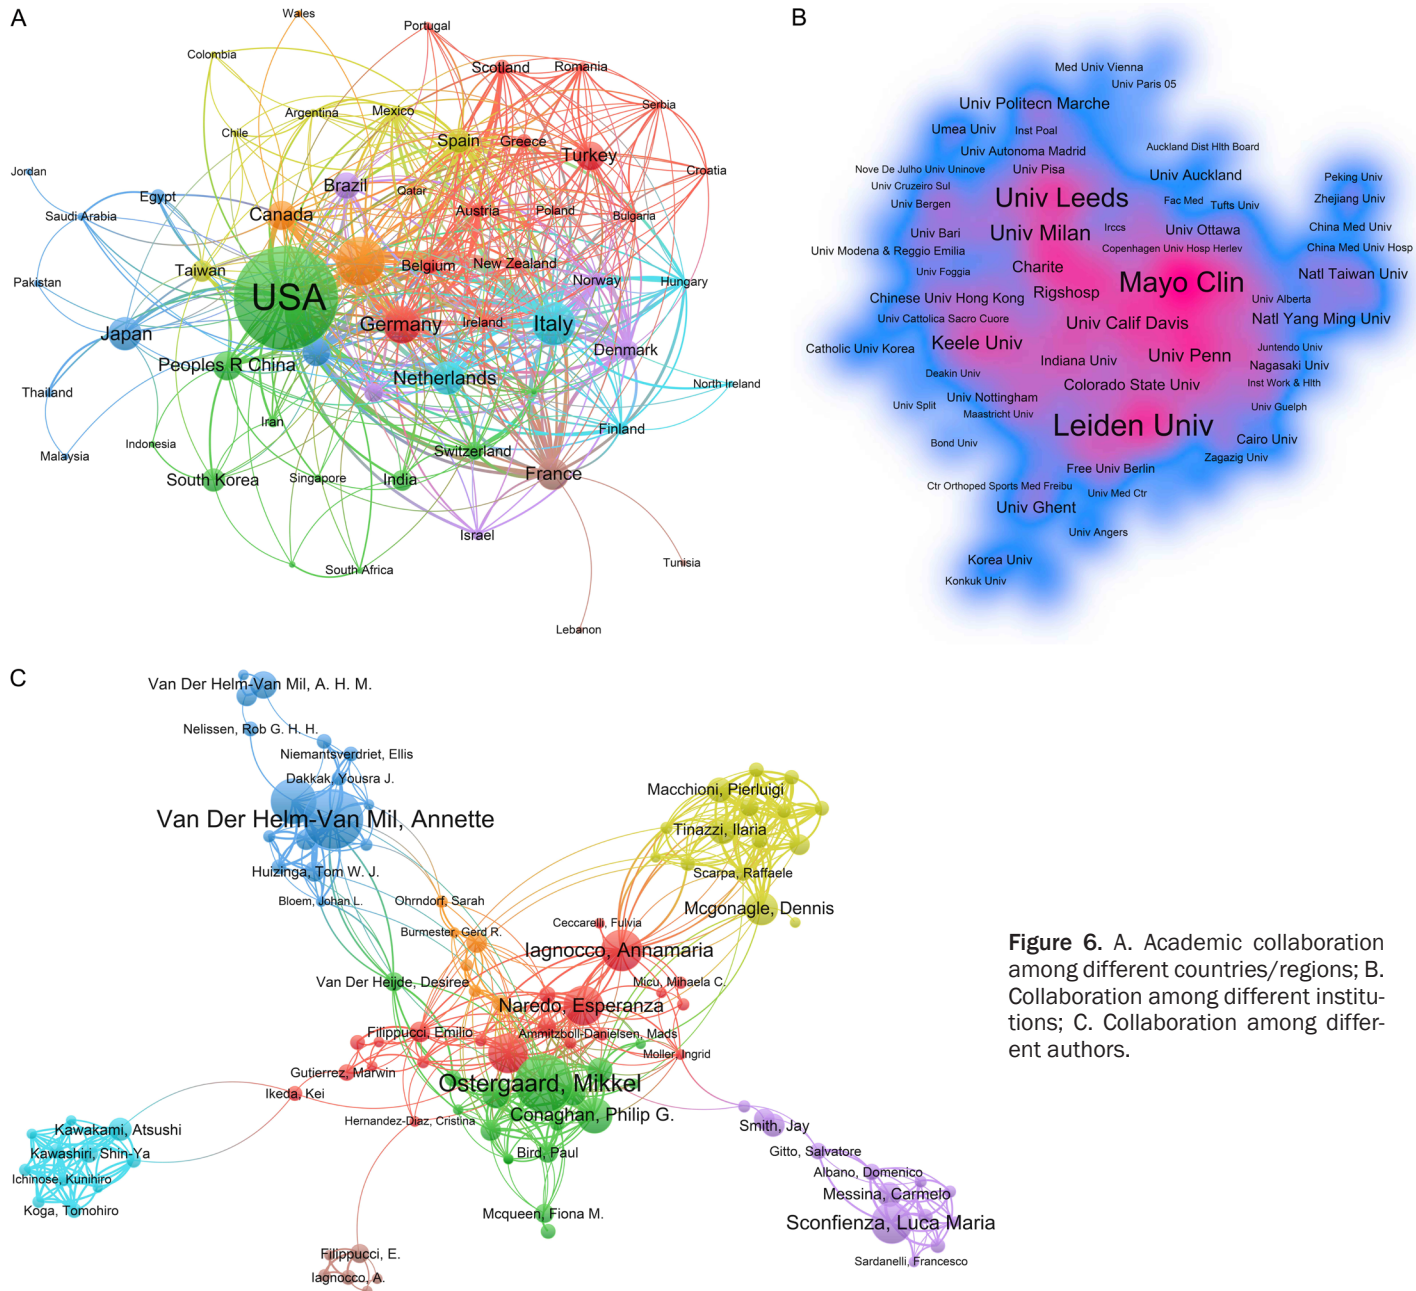 A
Wales
Portugal
Colombia
Scotland
Romania
Argentina
Mexico
Serbia
Chile
Spain
Greece
Turkey
Jordan
Brazil
Qatar
Croatia
Egypt
Saudi Arabia
Canada
Austria
Poland
Bulgaria
Taiwan
Belgium
New Zealand
Norway
Hungary
Pakistan
USA
Japan
Germany
Ireland
Italy
Peoples R China
Denmark
Netherlands
North Ireland
Thailand
Iran
Finland
Malaysia
Indonesia
Switzerland
South Korea
Singapore
India
France
Israel
South Africa
Tunisia
Lebanon
B
Med Univ Vienna
Univ Paris 05
Univ Politecn Marche
Umea Univ
Inst Poal
Univ Autonoma Madrid
Auckland Dist Hlth Board
Nove De Julho Univ Uninove
Univ Pisa
Univ Auckland
Peking Univ
Univ Cruzeiro Sul
Univ Leeds
Zhejiang Univ
Univ Bergen
Fac Med
Tufts Univ
Univ Bari
Univ Milan
Irccs
Univ Ottawa
China Med Univ
Univ Modena & Reggio Emilia
Copenhagen Univ Hosp Herlev
China Med Univ Hosp
Univ Foggia
Charite
Mayo Clin
Natl Taiwan Univ
Chinese Univ Hong Kong
Rigshosp
Univ Alberta
Univ Cattolica Sacro Cuore
Univ Calif Davis
Natl Yang Ming Univ
Catholic Univ Korea
Keele Univ
Indiana Univ
Univ Penn
Juntendo Univ
Nagasaki Univ
Deakin Univ
Colorado State Univ
Inst Work & Hlth
Univ Nottingham
Univ Split
Maastricht Univ
Leiden Univ
Univ Guelph
Bond Univ
Cairo Univ
Free Univ Berlin
Zagazig Univ
Ctr Orthoped Sports Med Freibu
Univ Med Ctr
Univ Ghent
Univ Angers
Korea Univ
Konkuk Univ
C
Van Der Helm-Van Mil, A. H. M.
Nelissen, Rob G. H. H.
Niemantsverdriet, Ellis
Dakkak, Yousra J.
Macchioni, Pierluigi
Van Der Helm-Van Mil, Annette
Tinazzi, Ilaria
Huizinga, Tom W. J.
Scarpa, Raffaele
Bloem, Johan L.
Ohrndorf, Sarah
Mcgonagle, Dennis
Ceccarelli, Fulvia
Burmester, Gerd R.
Iagnocco, Annamaria
Van Der Heijde, Desiree
Micu, Mihaela C.
Naredo, Esperanza
Filippucci, Emilio
Ammitzboll-Danielsen, Mads
Moller, Ingrid
Gutierrez, Marwin
Ostergaard, Mikkel
Ikeda, Kei
Hernandez-Diaz, Cristina
Conaghan, Philip G.
Smith, Jay
Kawakami, Atsushi
Bird, Paul
Gitto, Salvatore
Kawashiri, Shin-Ya
Albano, Domenico
Ichinose, Kunihiro
Messina, Carmelo
Koga, Tomohiro
Mcqueen, Fiona M.
Sconfienza, Luca Maria
Filippucci, E.
Sardanelli, Francesco
Iagnocco, A.
Figure 6. A. Academic collaboration
among different countries/regions; B.
Collaboration among different institu-
tions; C. Collaboration among differ-
ent authors.